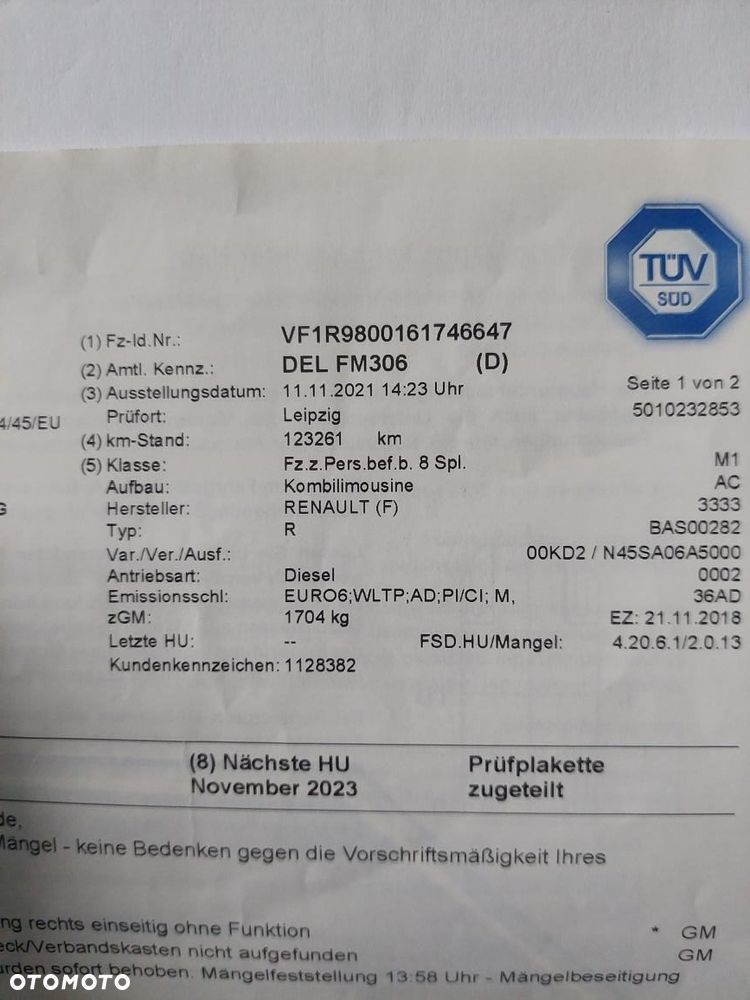 TÜV
SÜD
(1) Fz-Id.Nr.: VF1R9800161746647
(2) Amtl. Kennz.: DEL FM306 (D)
(3) Ausstellungsdatum: 11.11.2021 14:23 Uhr Seite 1 von 2
4/45/EU Prüfort: Leipzig 5010232853
(4) km-Stand: 123261 km
(5) Klasse: Fz.z.Pers.bef.b. 8 Spl. M1
Aufbau: Kombilimousine AC
G Hersteller: RENAULT (F) 3333
Typ: R BAS00282
Var./Ver./Ausf.: 00KD2 / N45SA06A5000
Antriebsart: Diesel 0002
Emissionsschl: EURO6;WLTP;AD;PI/CI; M, 36AD
zGM: 1704 kg EZ: 21.11.2018
Letzte HU: -- FSD.HU/Mangel: 4.20.6.1/2.0.13
Kundenkennzeichen: 1128382
(8) Nächste HU Prüfplakette
November 2023 zugeteilt
de,
Mängel - keine Bedenken gegen die Vorschriftsmäßigkeit Ihres
ng rechts einseitig ohne Funktion * GM
eck/Verbandskasten nicht aufgefunden GM
urden sofort behoben. Mängelfeststellung 13:58 Uhr - Mängelbeseitigung
OTOMOTO